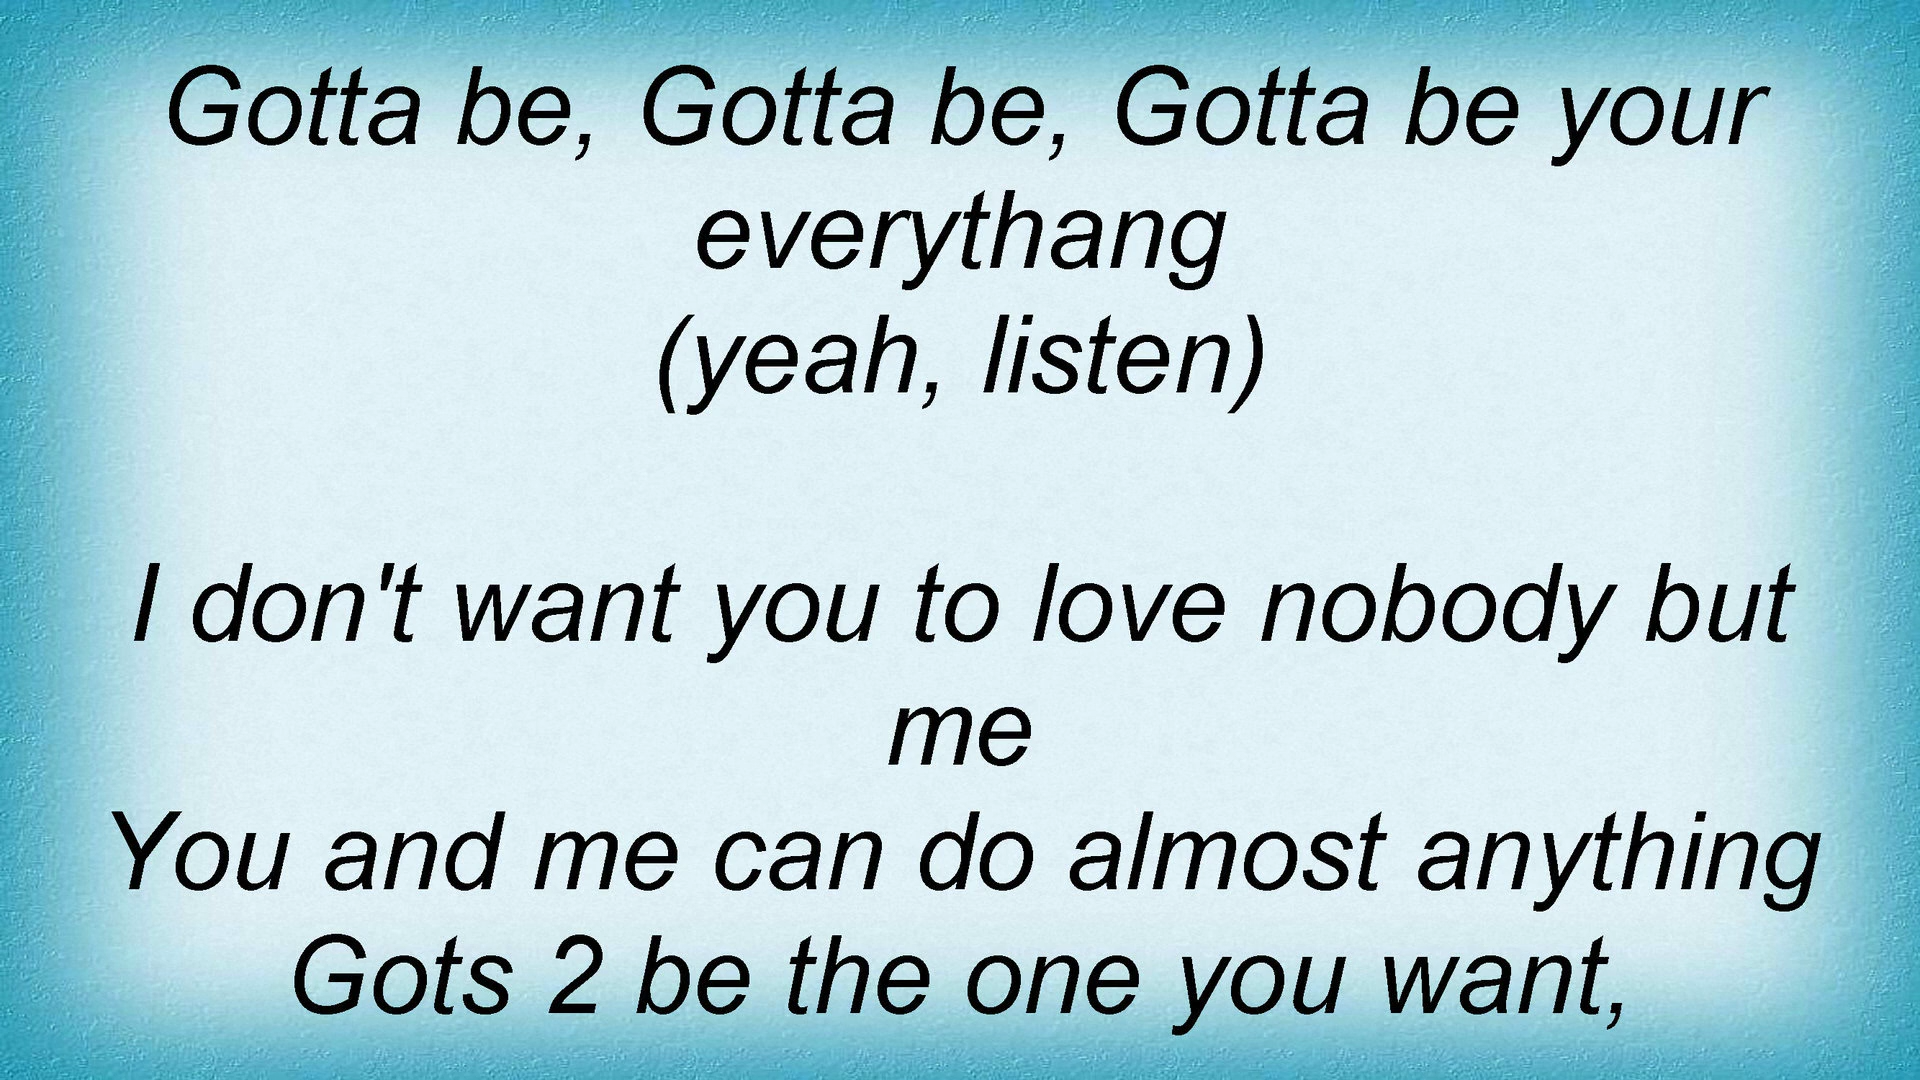 Gotta be, Gotta be, Gotta be your
everythang
(yeah, listen)
I don't want you to love nobody but
me
You and me can do almost anything
Gots 2 be the one you want,